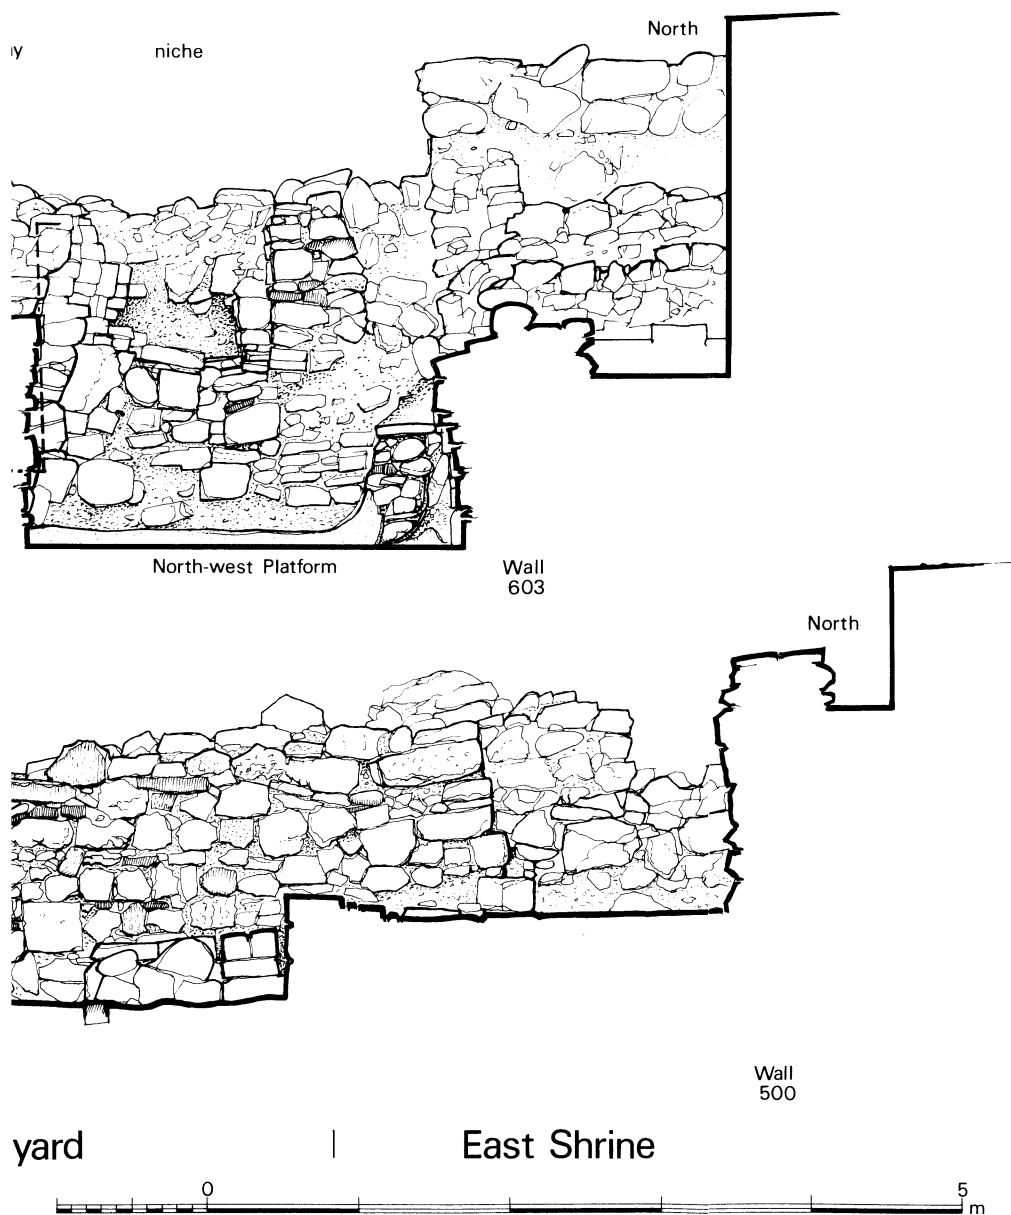 North
niche
North-west Platform
Wall
603
North
Wall
500
yard
East Shrine
0
5
m